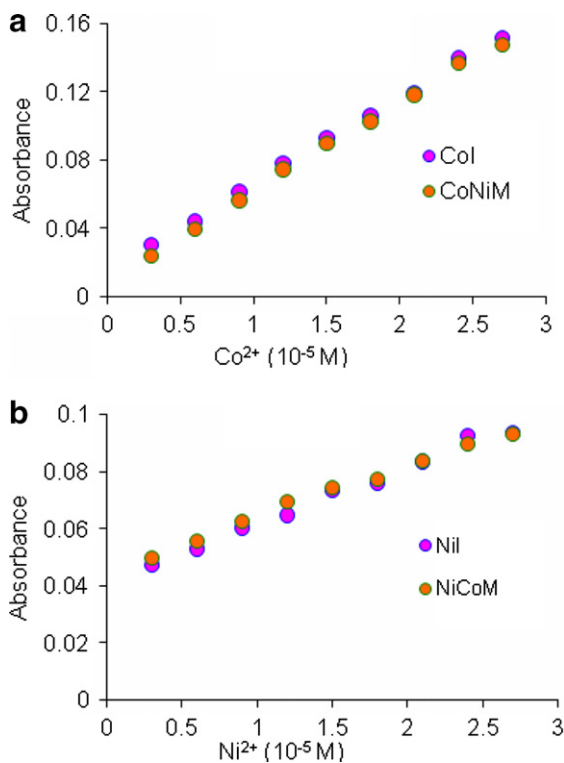 a
Absorbance
0.16
0.12
0.08
0.04
0
CoI
CoNiM
0 0.5 1 1.5 2 2.5 3
Co²⁺ (10⁻⁵ M)
b
Absorbance
0.1
0.08
0.06
0.04
0.02
0
NiI
NiCoM
0 0.5 1 1.5 2 2.5 3
Ni²⁺ (10⁻⁵ M)